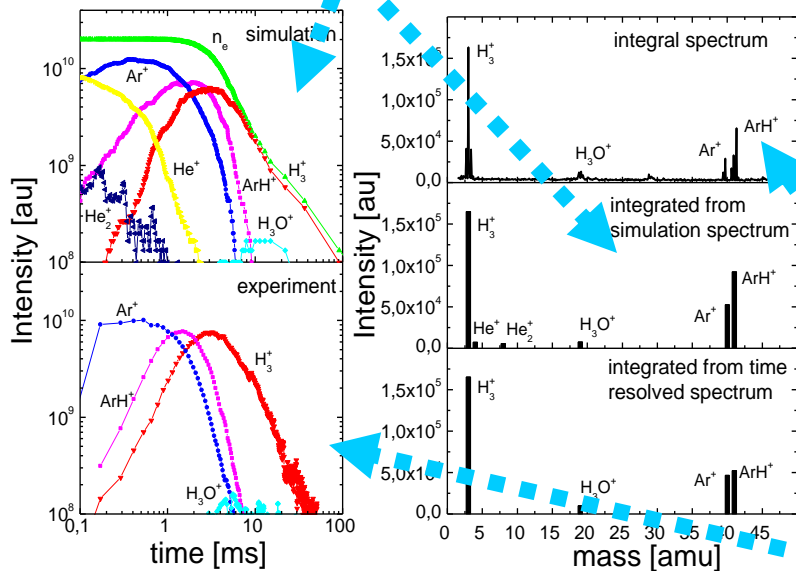 simulation
nₑ
Ar⁺
He⁺
He₂⁺
ArH⁺
H₃⁺
H₃O⁺
10¹⁰
10⁹
10⁸
Intensity [au]
experiment
Ar⁺
ArH⁺
H₃⁺
H₃O⁺
10¹⁰
10⁹
10⁸
0,1 1 10 100
time [ms]
integral spectrum
H₃⁺
H₃O⁺
Ar⁺
ArH⁺
1,5x10⁵
1,0x10⁵
5,0x10⁴
0,0
Intensity [au]
integrated from
simulation spectrum
H₃⁺
He⁺
He₂⁺
H₃O⁺
Ar⁺
ArH⁺
1,5x10⁵
1,0x10⁵
5,0x10⁴
0,0
integrated from time
resolved spectrum
H₃⁺
H₃O⁺
Ar⁺
ArH⁺
1,5x10⁵
1,0x10⁵
5,0x10⁴
0,0
0 5 10 15 20 25 30 35 40 45
mass [amu]